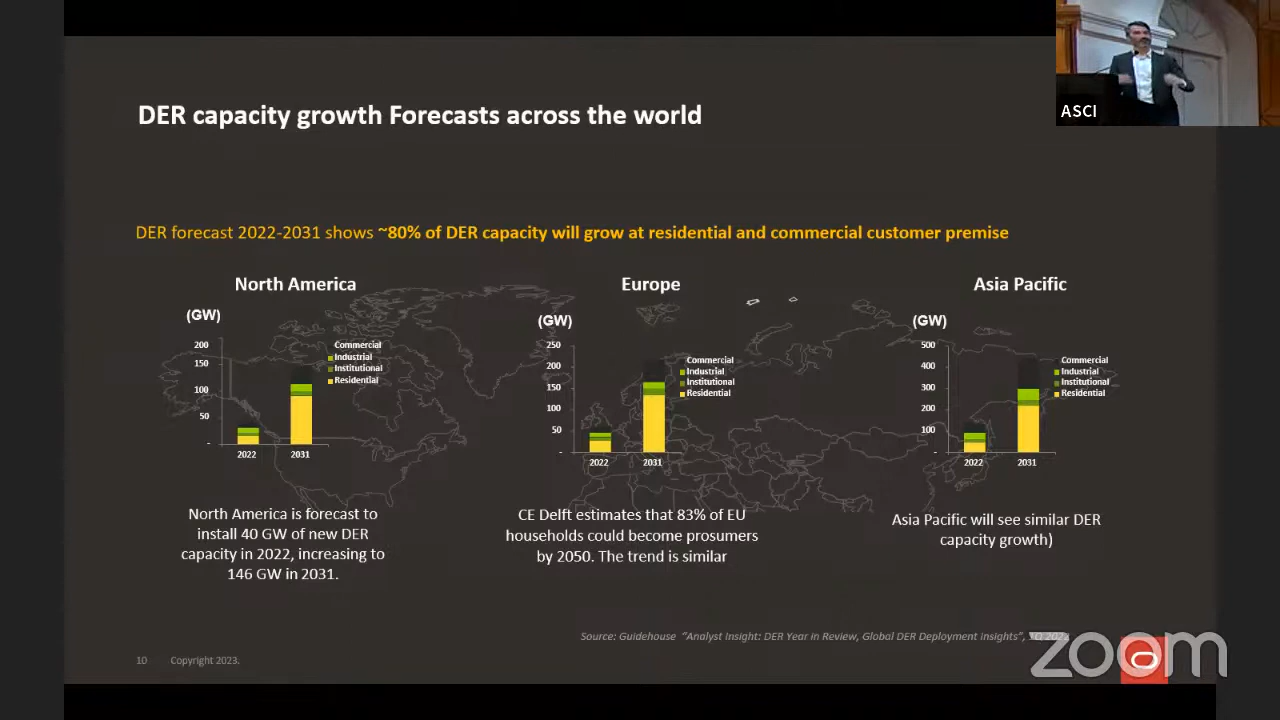 ASCI
DER capacity growth Forecasts across the world
DER forecast 2022-2031 shows ~80% of DER capacity will grow at residential and commercial customer premise
North America
(GW)
200
150
100
50
-
2022
2031
Commercial
Industrial
Institutional
Residential
North America is forecast to
install 40 GW of new DER
capacity in 2022, increasing to
146 GW in 2031.
Europe
(GW)
250
200
150
100
50
-
2022
2031
Commercial
Industrial
Institutional
Residential
CE Delft estimates that 83% of EU
households could become prosumers
by 2050. The trend is similar
Asia Pacific
(GW)
500
400
300
200
100
-
2022
2031
Commercial
Industrial
Institutional
Residential
Asia Pacific will see similar DER
capacity growth)
Source: Guidehouse "Analyst Insight: DER Year in Review, Global DER Deployment insights", 1Q 2022
10 Copyright 2023.
zoom